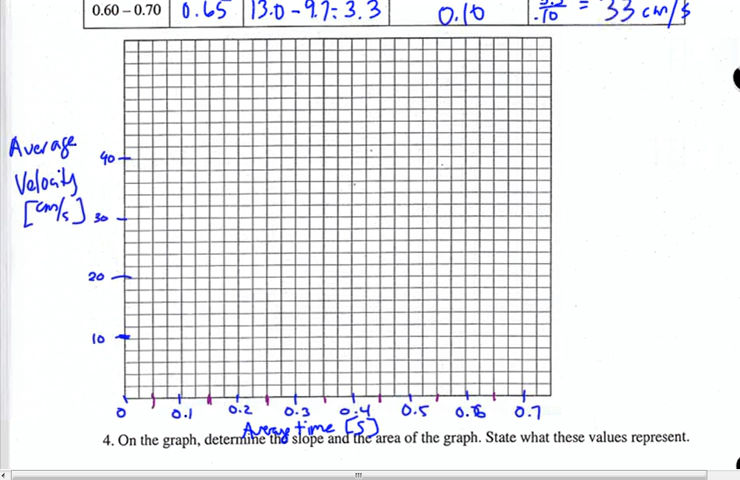 0.60 – 0.70 0.65 13.0 - 9.7 = 3.3 0.10 .10 = 33 cm/s
Average
Velocity
[cm/s]
40
30
20
10
0 0.1 0.2 0.3 0.4 0.5 0.6 0.7
Average time [s]
4. On the graph, determine the slope and the area of the graph. State what these values represent.